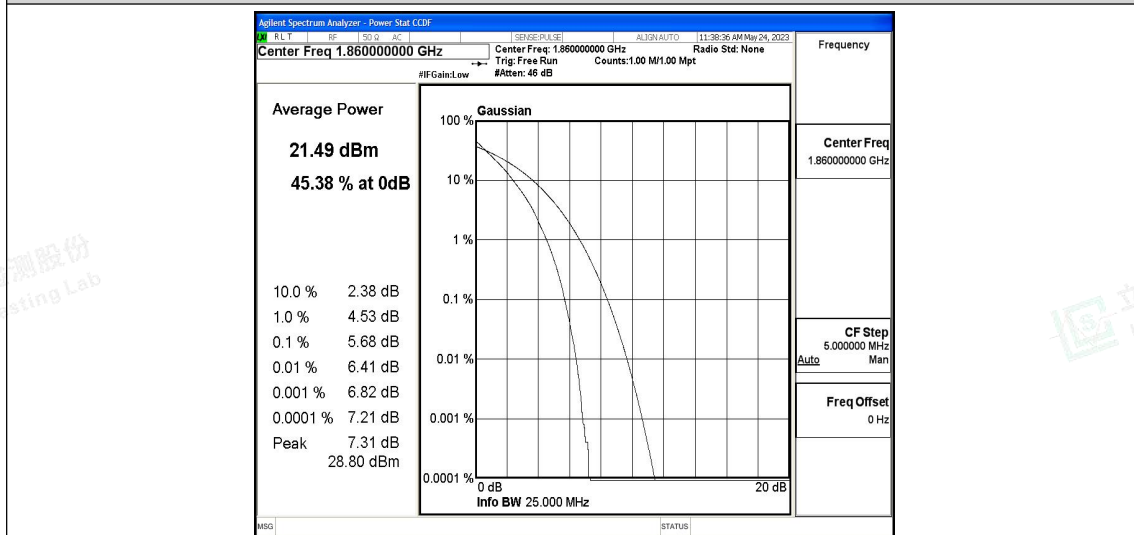 Agilent Spectrum Analyzer - Power Stat CCDF
LXI RLT RF 50 Ω AC SENSE:PULSE ALIGN AUTO 11:38:36 AM May 24, 2023
Center Freq 1.860000000 GHz
Center Freq: 1.860000000 GHz Radio Std: None
Trig: Free Run Counts:1.00 M/1.00 Mpt
#IFGain:Low #Atten: 46 dB
Frequency
Average Power
21.49 dBm
45.38 % at 0dB
10.0 % 2.38 dB
1.0 % 4.53 dB
0.1 % 5.68 dB
0.01 % 6.41 dB
0.001 % 6.82 dB
0.0001 % 7.21 dB
Peak 7.31 dB
28.80 dBm
Gaussian
100 %
10 %
1 %
0.1 %
0.01 %
0.001 %
0.0001 %
0 dB 20 dB
Info BW 25.000 MHz
Center Freq
1.860000000 GHz
CF Step
5.000000 MHz
Auto Man
Freq Offset
0 Hz
MSG STATUS
测股份
sting Lab
立